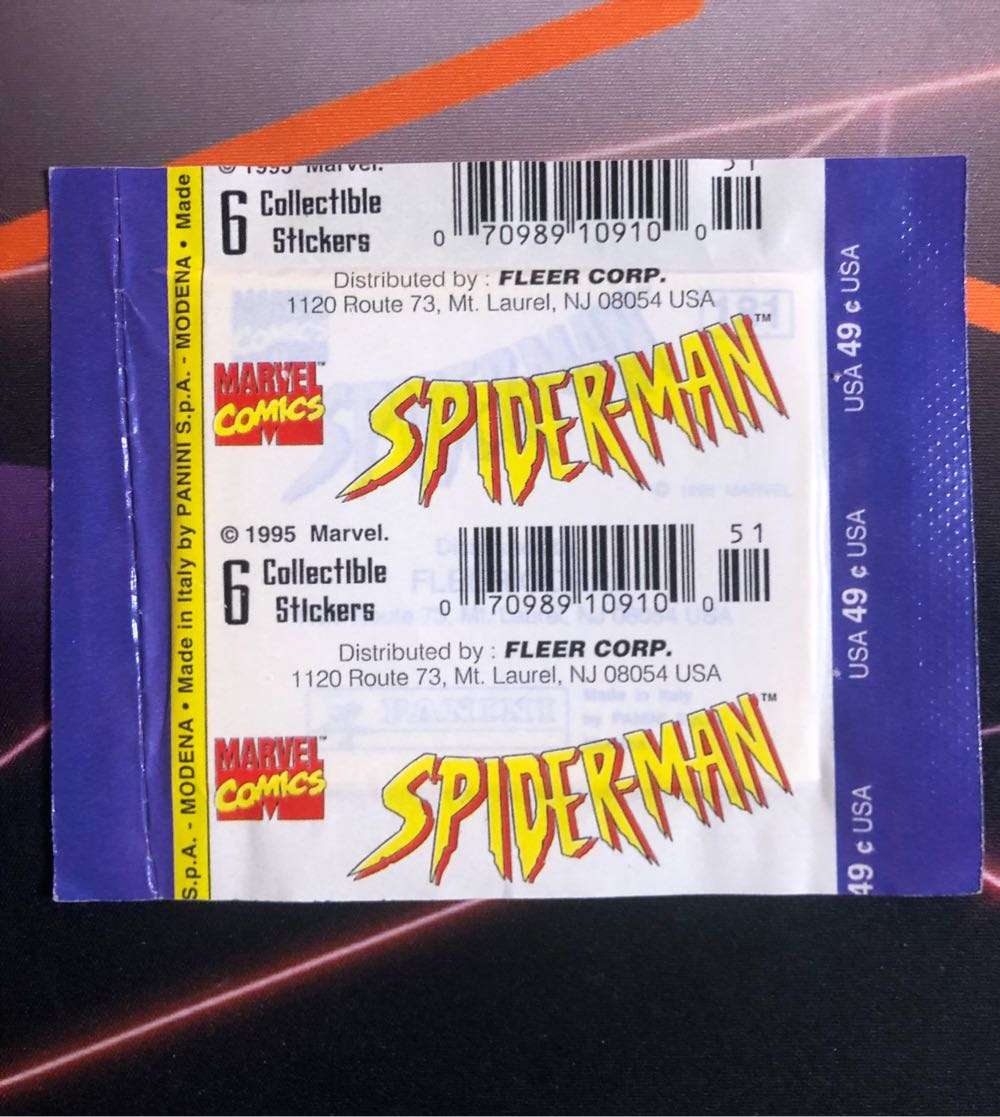 © 1995 Marvel.
6 Collectible
Stickers
51
0 70989 10910 0
Distributed by : FLEER CORP.
1120 Route 73, Mt. Laurel, NJ 08054 USA
MARVEL
COMICS
SPIDER-MAN™
© 1995 Marvel.
6 Collectible
Stickers
51
0 70989 10910 0
Distributed by : FLEER CORP.
1120 Route 73, Mt. Laurel, NJ 08054 USA
MARVEL
COMICS
SPIDER-MAN™
S.p.A. - MODENA • Made in Italy by PANINI S.p.A. - MODENA • Made
49 ¢ USA
USA 49 ¢ USA
USA 49 ¢ USA